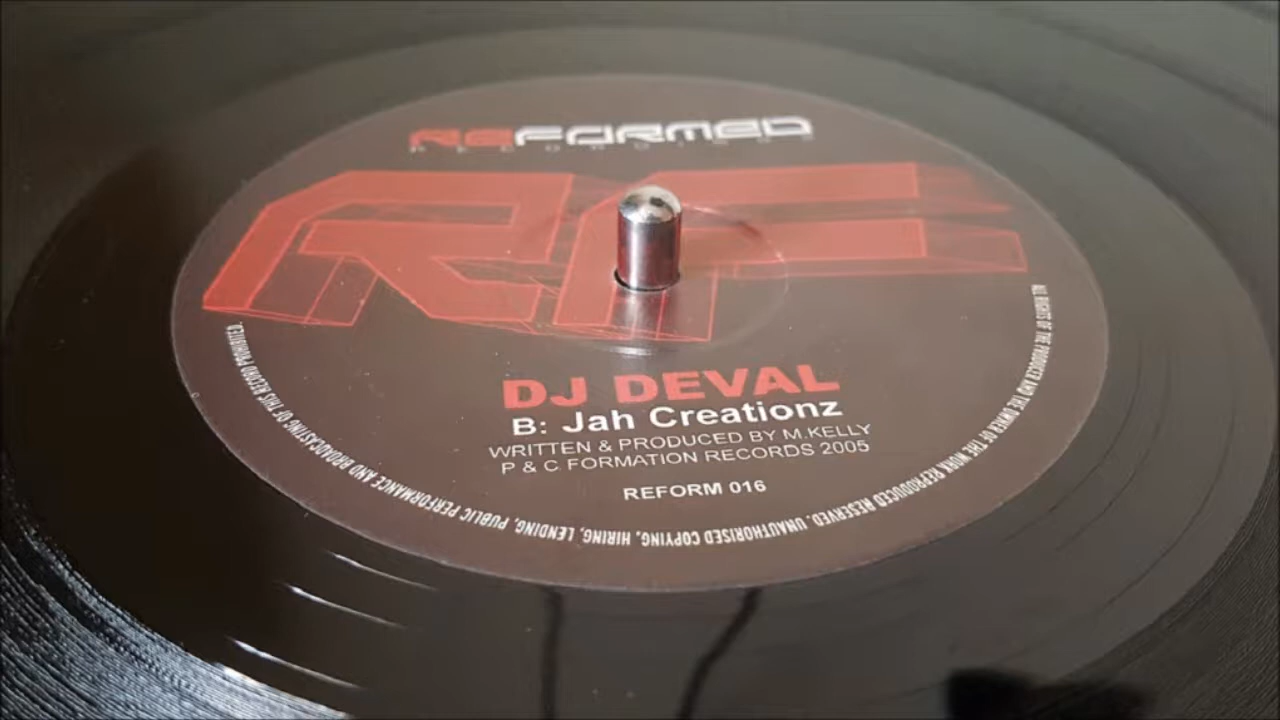 REFORMED
RECORDINGS
RF
DJ DEVAL
B: Jah Creationz
WRITTEN & PRODUCED BY M.KELLY
P & C FORMATION RECORDS 2005
REFORM 016
ALL RIGHTS OF THE PRODUCER AND THE OWNER OF THE WORK REPRODUCED RESERVED. UNAUTHORISED COPYING, HIRING, LENDING, PUBLIC PERFORMANCE AND BROADCASTING OF THIS RECORD PROHIBITED.